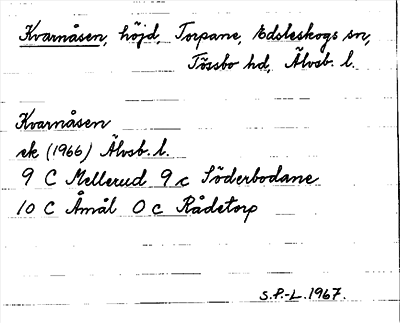 Kvarnåsen, höjd, Torpane, Edsleskogs sn,
Tössbo hd, Älvsb. l.
Kvarnåsen
ek (1966) Älvsb. l.
9 C Mellerud 9 c Söderbodane
10 C Åmål 0 c Rådetorp
S.P.-L. 1967.